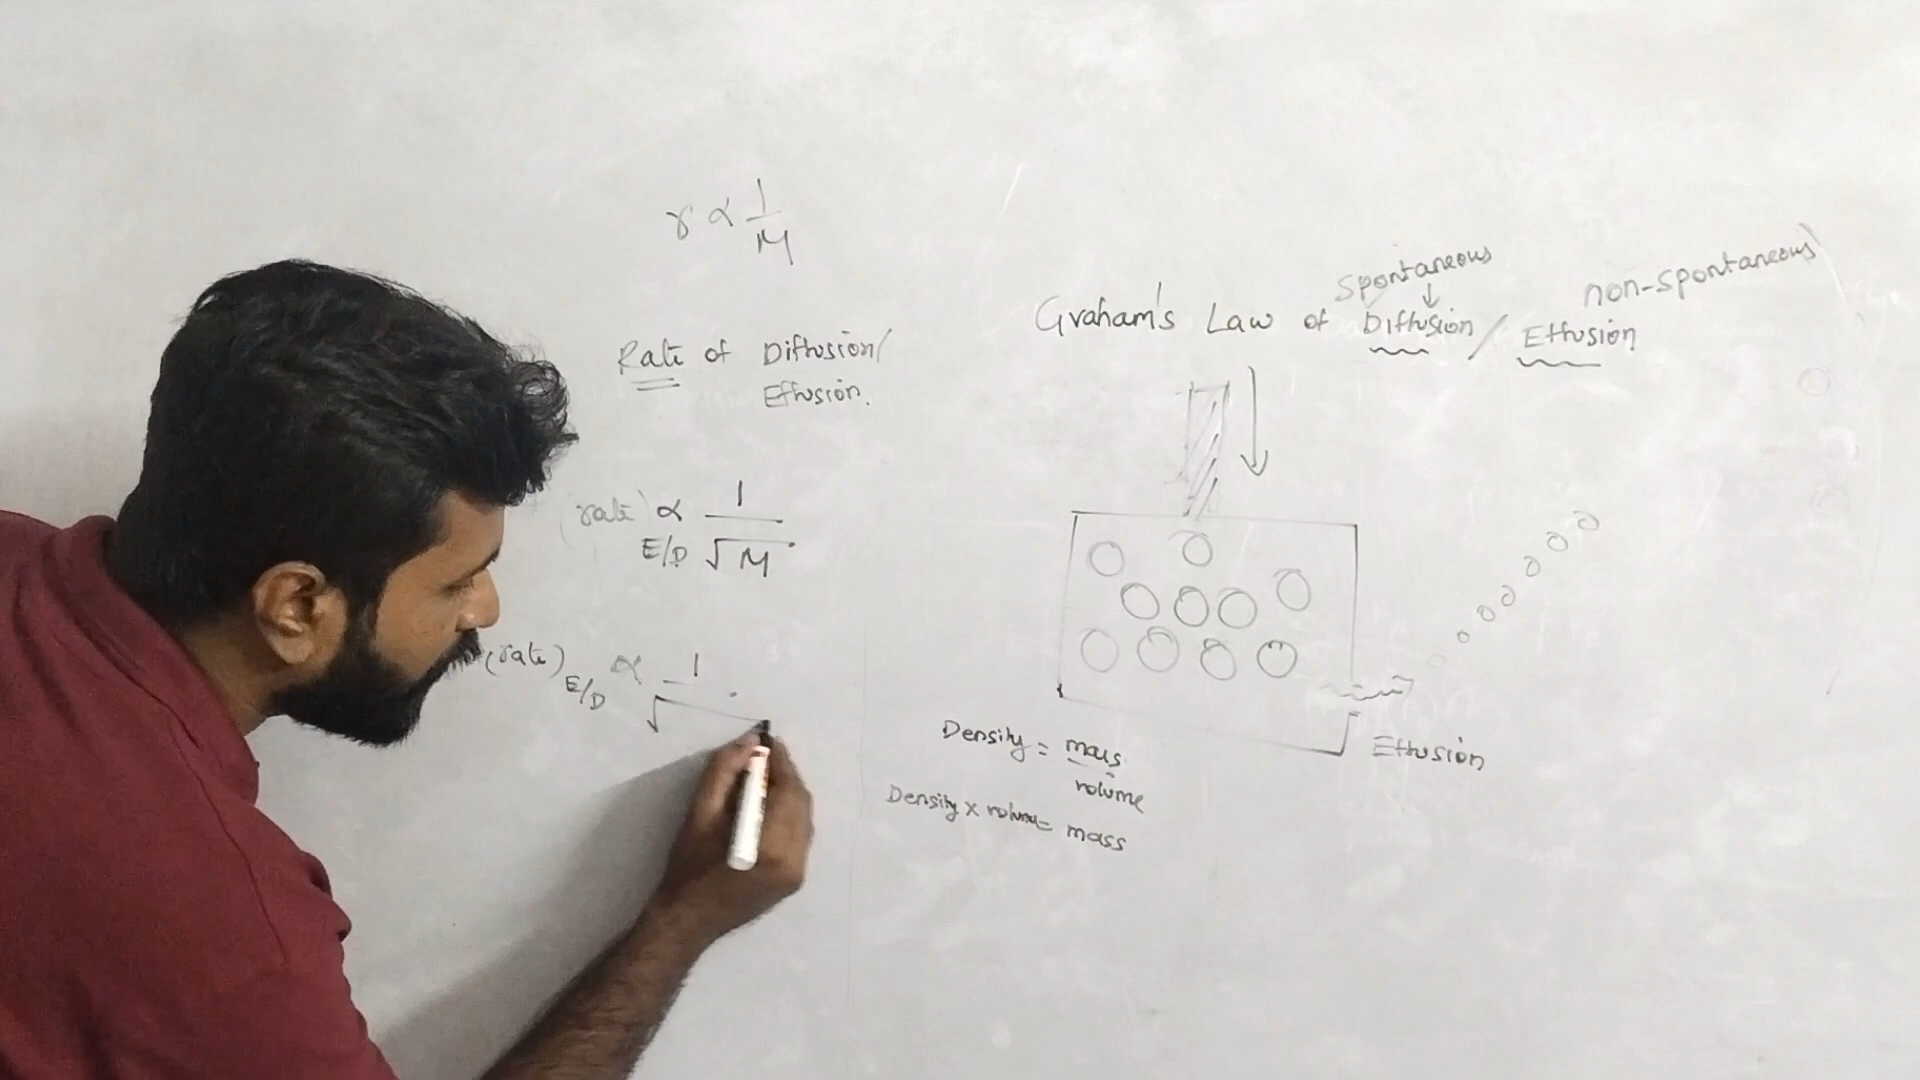 r ∝ 1/M
Rate of Diffusion/
Effusion.
rate ∝ 1/√M
E/D
(rate)E/D ∝ 1/√
Spontaneous
↓
non-spontaneous
Graham's Law of Diffusion / Effusion
Effusion
Density = mass/volume
Density x volume = mass